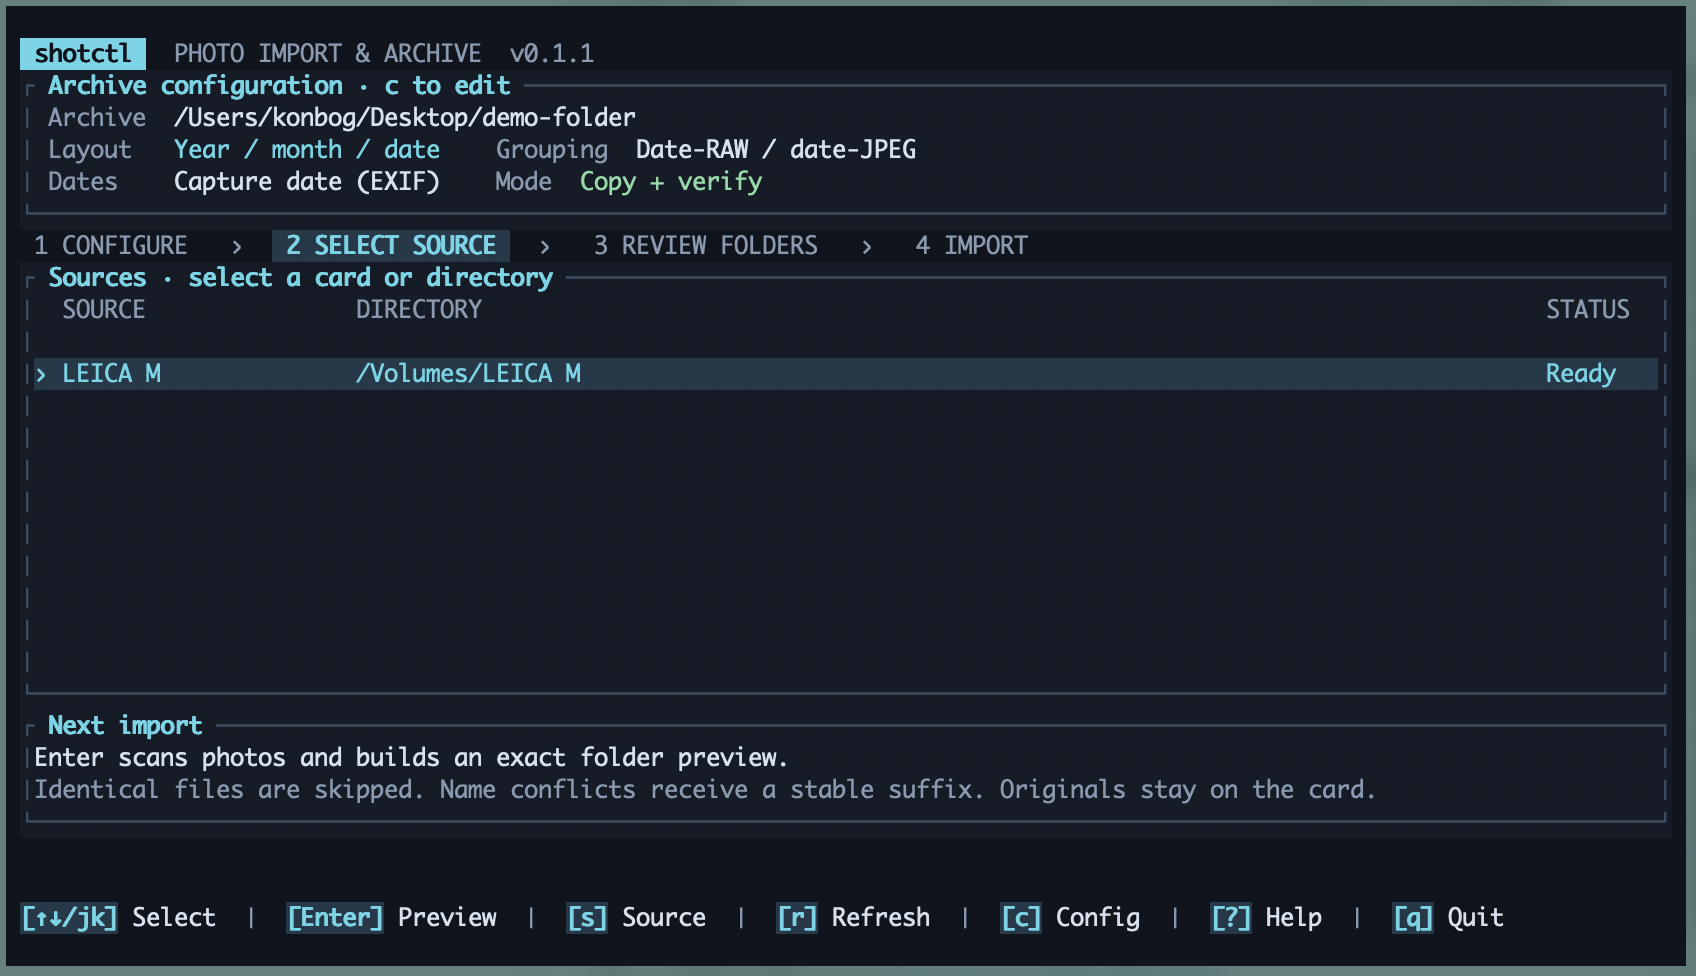 shotctl PHOTO IMPORT & ARCHIVE v0.1.1
Archive configuration · c to edit
Archive /Users/konbog/Desktop/demo-folder
Layout Year / month / date Grouping Date-RAW / date-JPEG
Dates Capture date (EXIF) Mode Copy + verify
1 CONFIGURE › 2 SELECT SOURCE › 3 REVIEW FOLDERS › 4 IMPORT
Sources · select a card or directory
SOURCE DIRECTORY STATUS
› LEICA M /Volumes/LEICA M Ready
Next import
Enter scans photos and builds an exact folder preview.
Identical files are skipped. Name conflicts receive a stable suffix. Originals stay on the card.
[↑↓/jk] Select | [Enter] Preview | [s] Source | [r] Refresh | [c] Config | [?] Help | [q] Quit